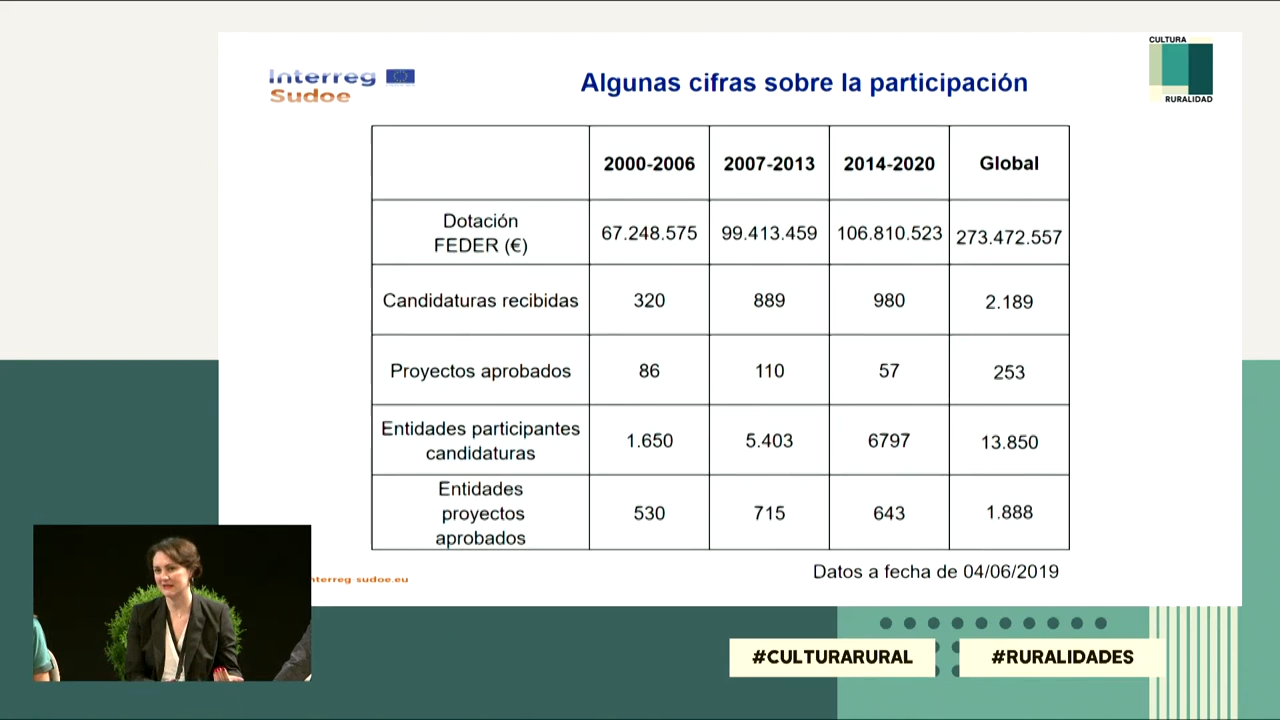 CULTURA
RURALIDAD
Interreg
Sudoe
Algunas cifras sobre la participación
2000-2006 2007-2013 2014-2020 Global
Dotación
FEDER (€) 67.248.575 99.413.459 106.810.523 273.472.557
Candidaturas recibidas 320 889 980 2.189
Proyectos aprobados 86 110 57 253
Entidades participantes
candidaturas 1.650 5.403 6797 13.850
Entidades
proyectos
aprobados 530 715 643 1.888
Datos a fecha de 04/06/2019
nterreg sudoe.eu
#CULTURARURAL #RURALIDADES